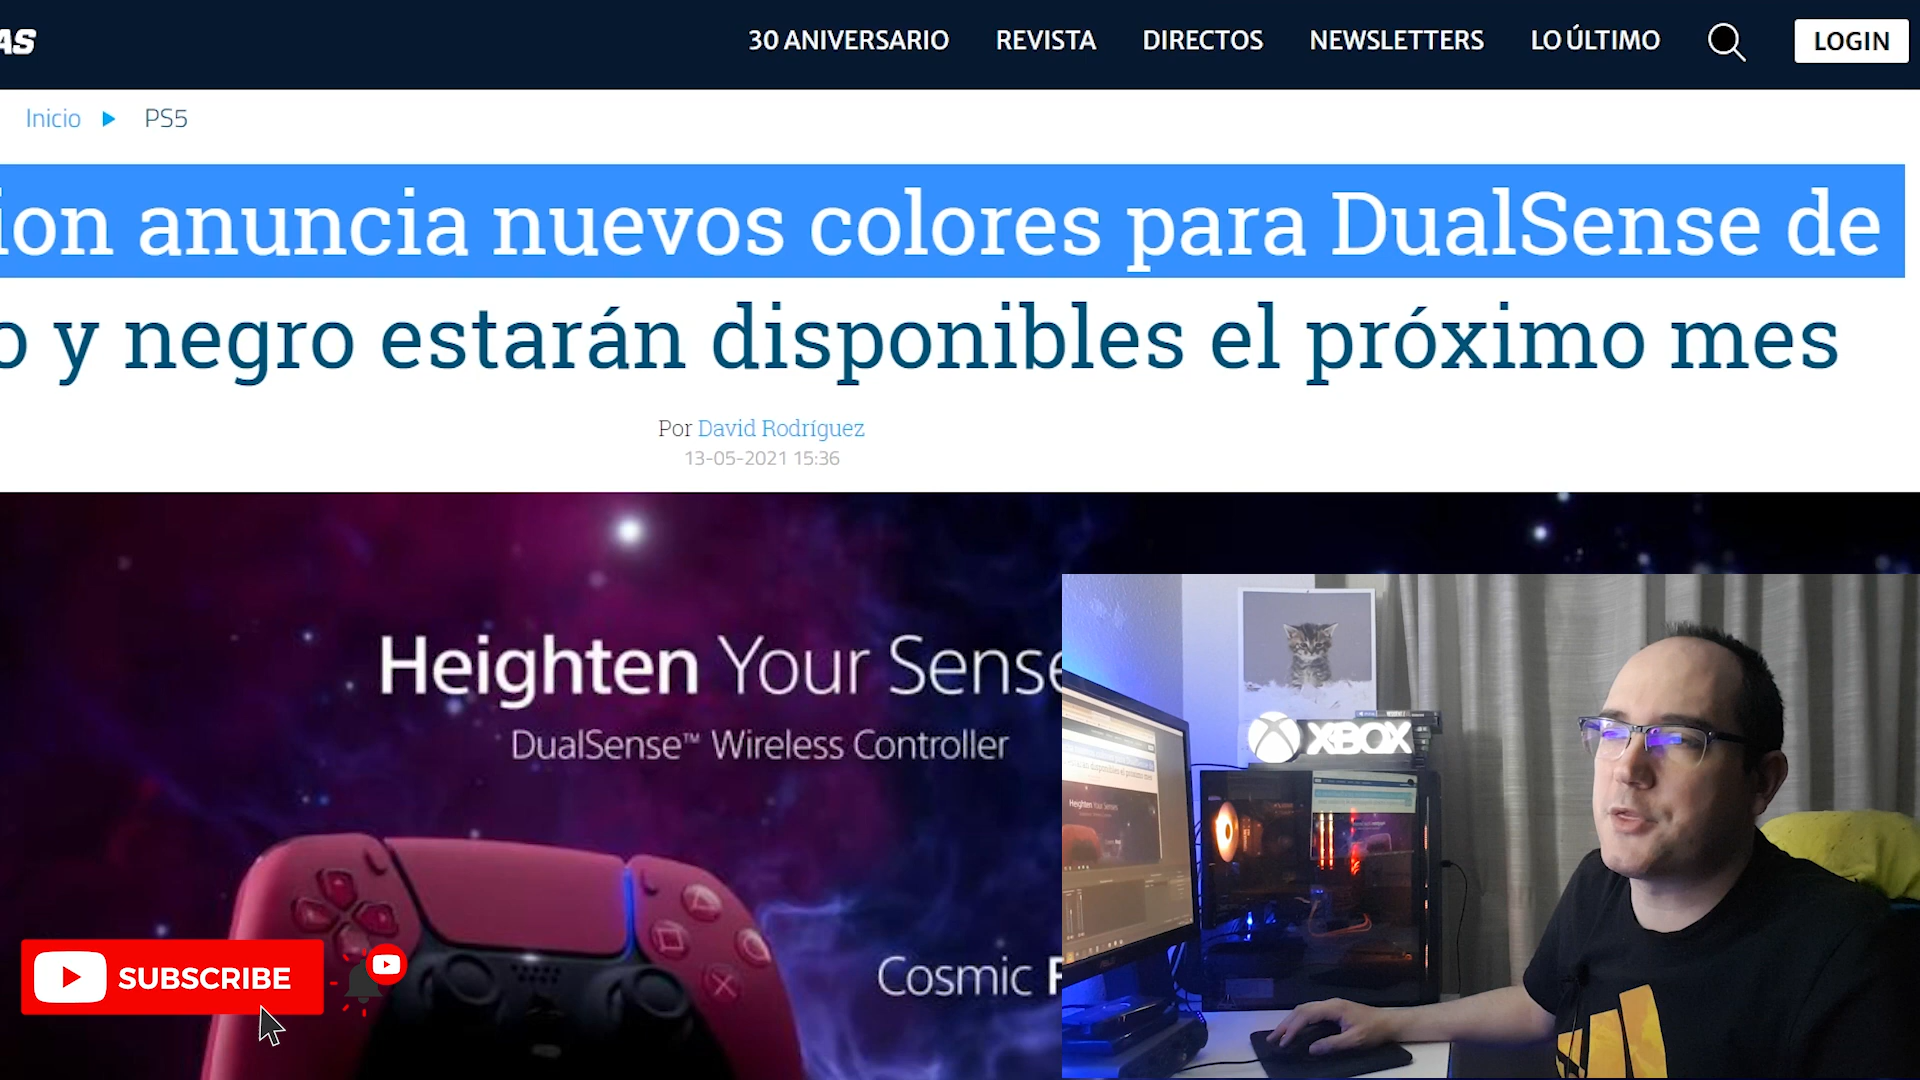 AS
30 ANIVERSARIO
REVISTA
DIRECTOS
NEWSLETTERS
LO ÚLTIMO
LOGIN
Inicio
PS5
ion anuncia nuevos colores para DualSense de
o y negro estarán disponibles el próximo mes
Por David Rodríguez
13-05-2021 15:36
Heighten Your Sense
DualSense™ Wireless Controller
Cosmic
XBOX
SUBSCRIBE